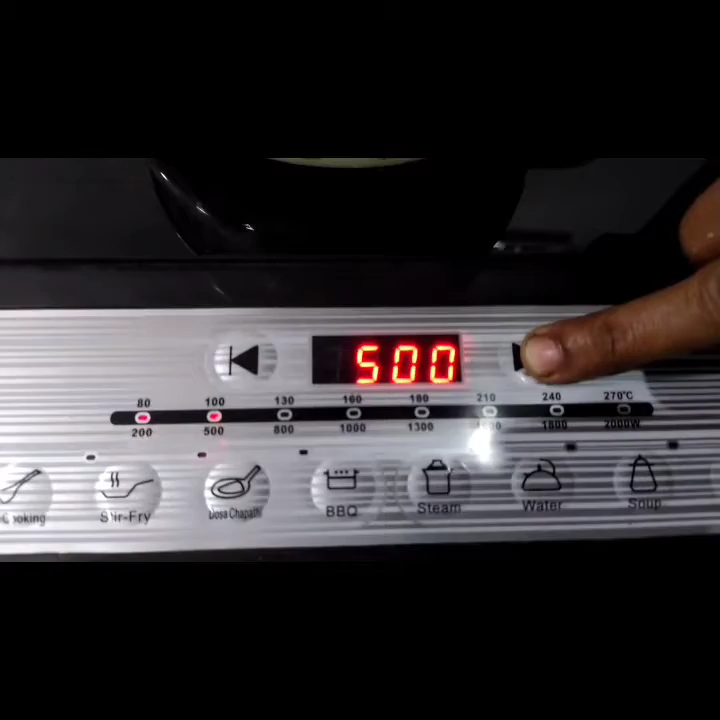 500
80 100 130 160 180 210 240 270°C
200 500 800 1000 1300 1800 2000W
Cooking Stir-Fry Dosa Chapathi BBQ Steam Water Soup